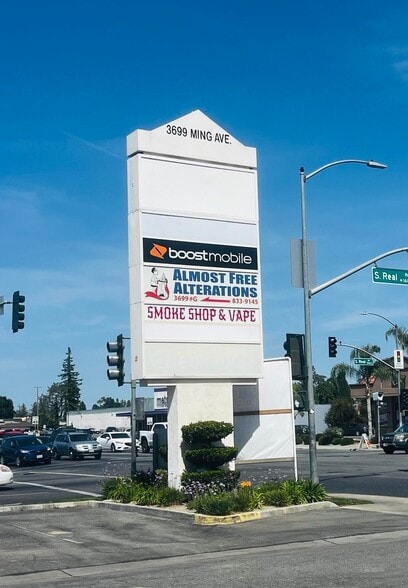 3699 MING AVE.
boostmobile
ALMOST FREE
ALTERATIONS
3699 #G 833-9145
SMOKE SHOP & VAPE
S. Real